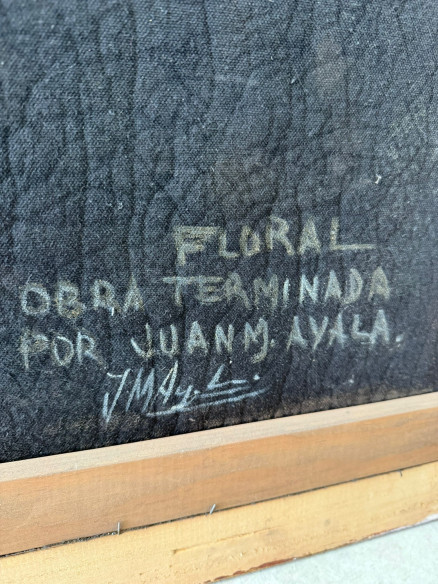 FLORAL
OBRA TERMINADA
POR JUAN M. AYALA.